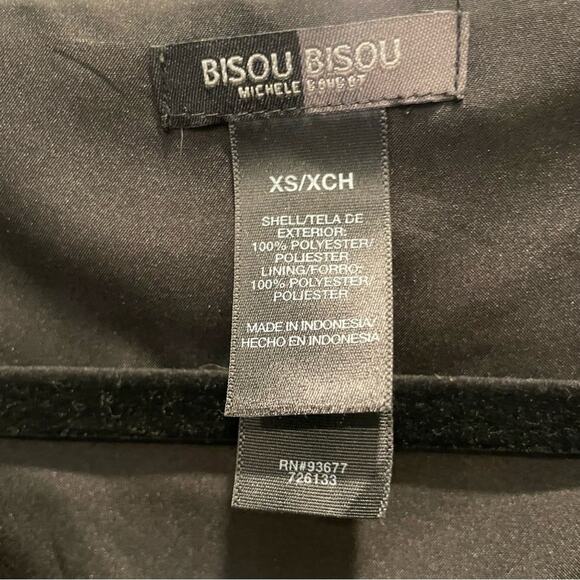 BISOU BISOU
MICHELE BOHBOT
XS/XCH
SHELL/TELA DE
EXTERIOR:
100% POLYESTER/
POLIESTER
LINING/FORRO:
100% POLYESTER/
POLIESTER
MADE IN INDONESIA/
HECHO EN INDONESIA
RN#93677
726133